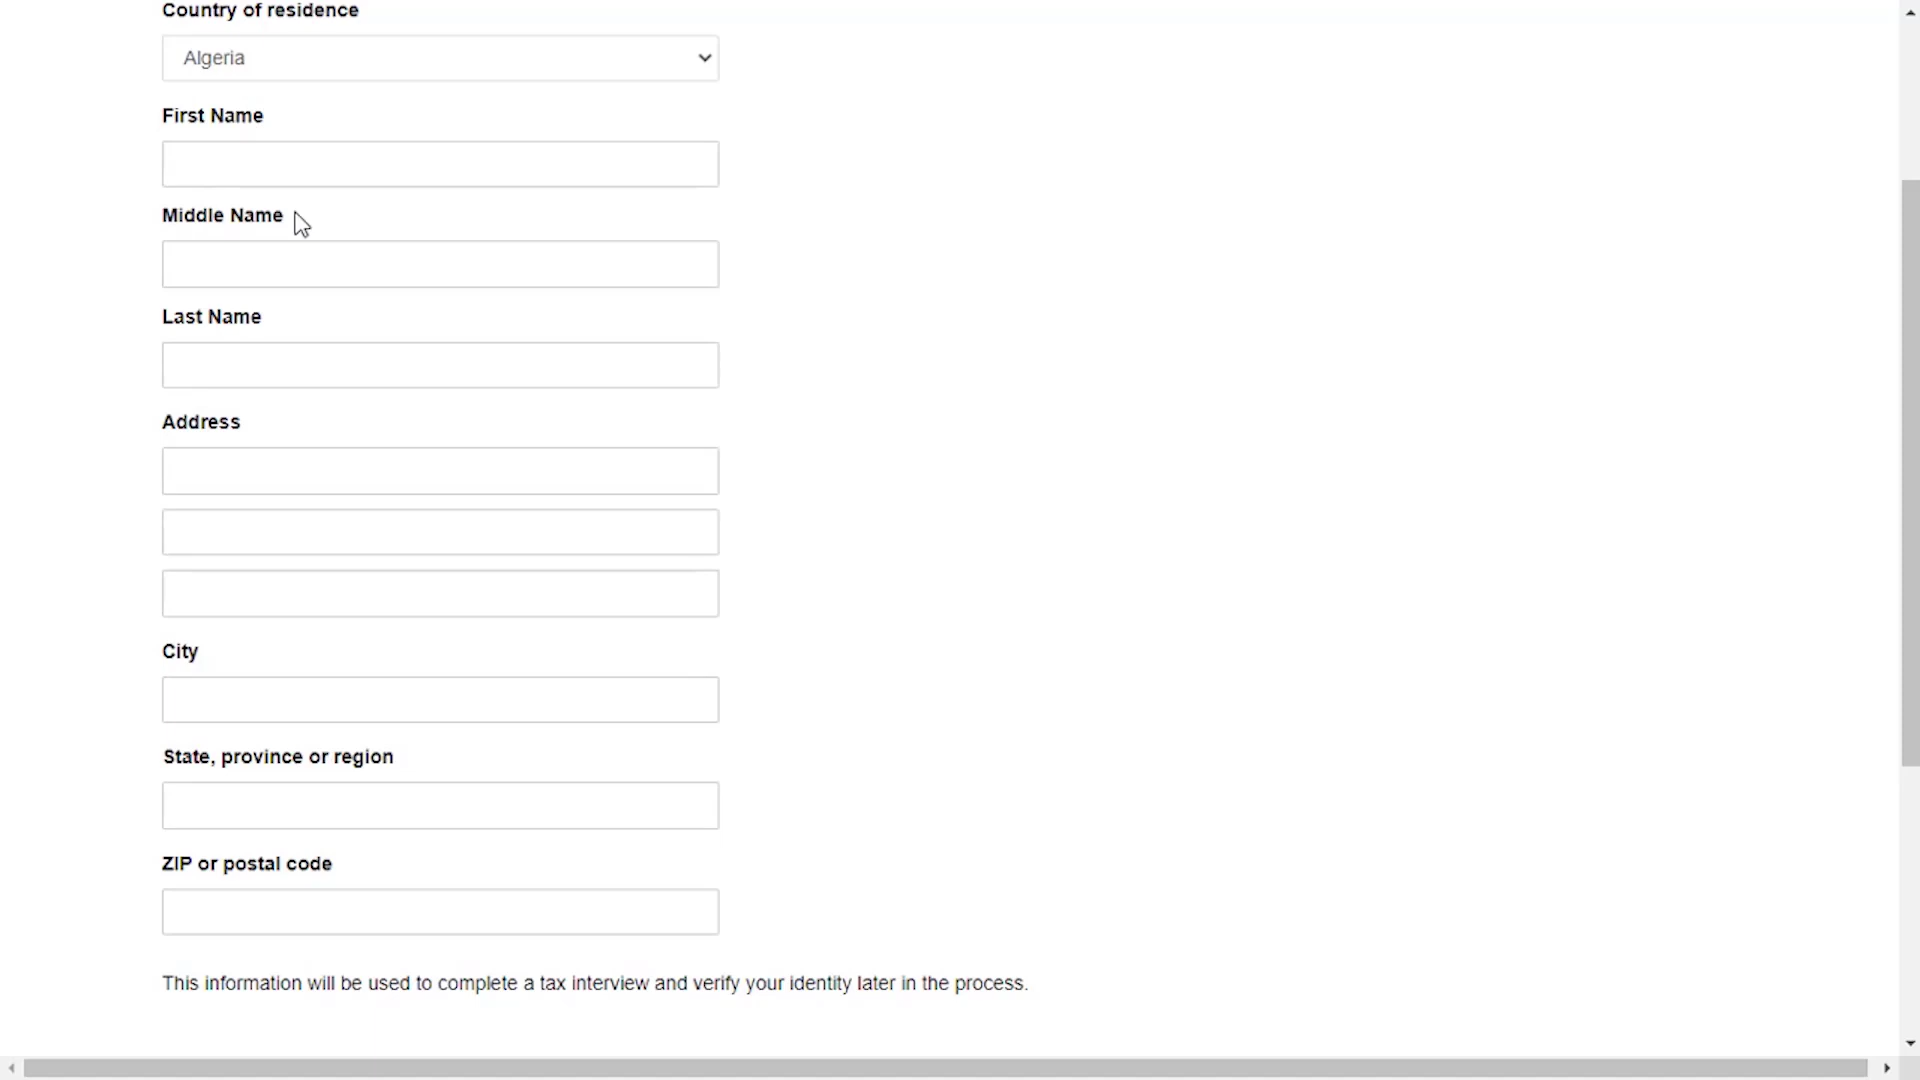 Country of residence
Algeria
First Name
Middle Name
Last Name
Address
City
State, province or region
ZIP or postal code
This information will be used to complete a tax interview and verify your identity later in the process.